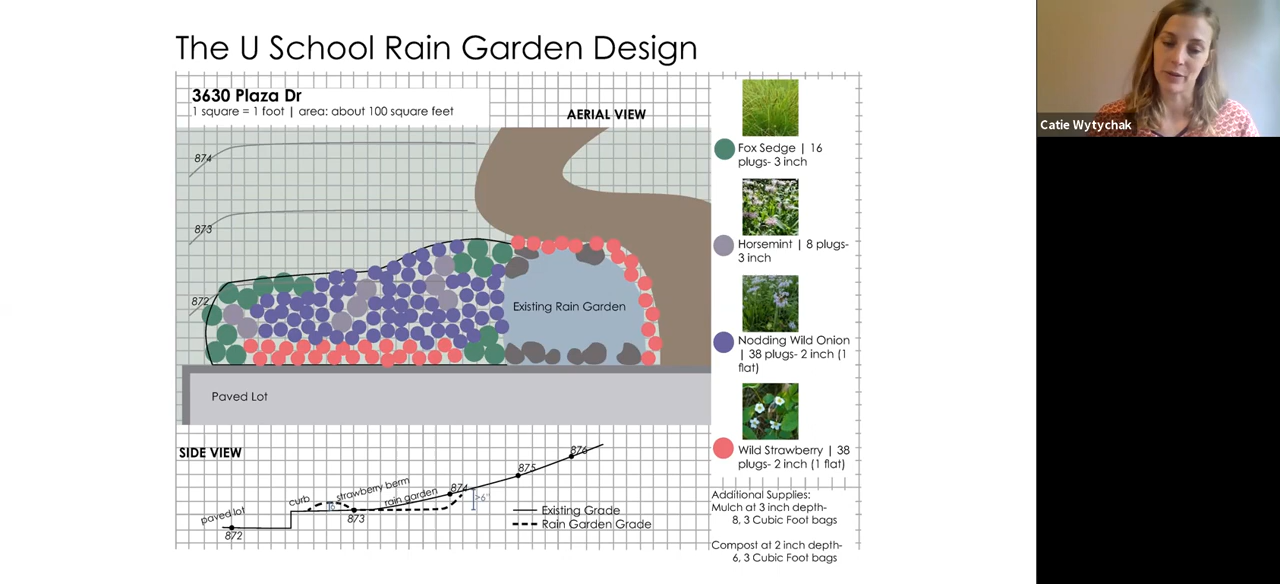 The U School Rain Garden Design
3630 Plaza Dr
1 square = 1 foot | area: about 100 square feet
AERIAL VIEW
874
873
872
Existing Rain Garden
Paved Lot
Fox Sedge | 16
plugs- 3 inch
Horsemint | 8 plugs-
3 inch
Nodding Wild Onion
| 38 plugs- 2 inch (1
flat)
Wild Strawberry | 38
plugs- 2 inch (1 flat)
Additional Supplies:
Mulch at 3 inch depth-
8, 3 Cubic Foot bags
Compost at 2 inch depth-
6, 3 Cubic Foot bags
SIDE VIEW
paved lot
872
curb
strawberry berm
873
rain garden
874
>6"
875
876
Existing Grade
Rain Garden Grade
Catie Wytychak